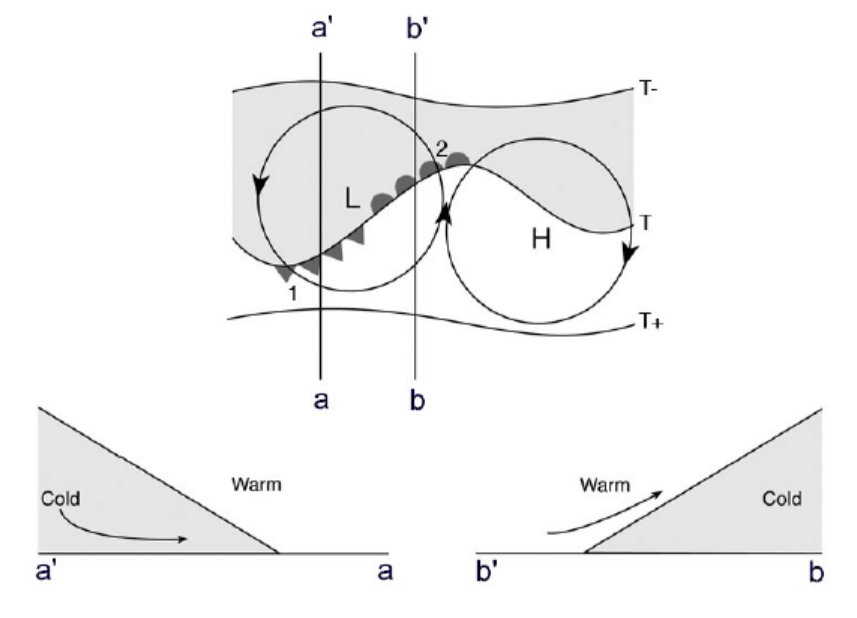 a' b'
T-
2
L
T
H
1
T+
a b
Warm Warm
Cold Cold
a' a b' b